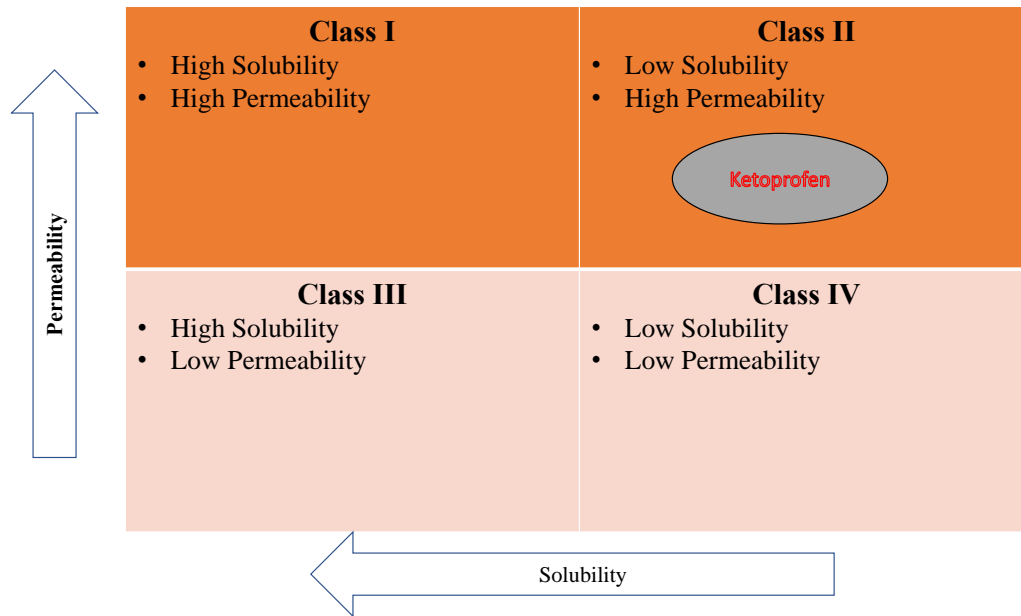 Class I
• High Solubility
• High Permeability
Class II
• Low Solubility
• High Permeability
Ketoprofen
Permeability
Class III
• High Solubility
• Low Permeability
Class IV
• Low Solubility
• Low Permeability
Solubility